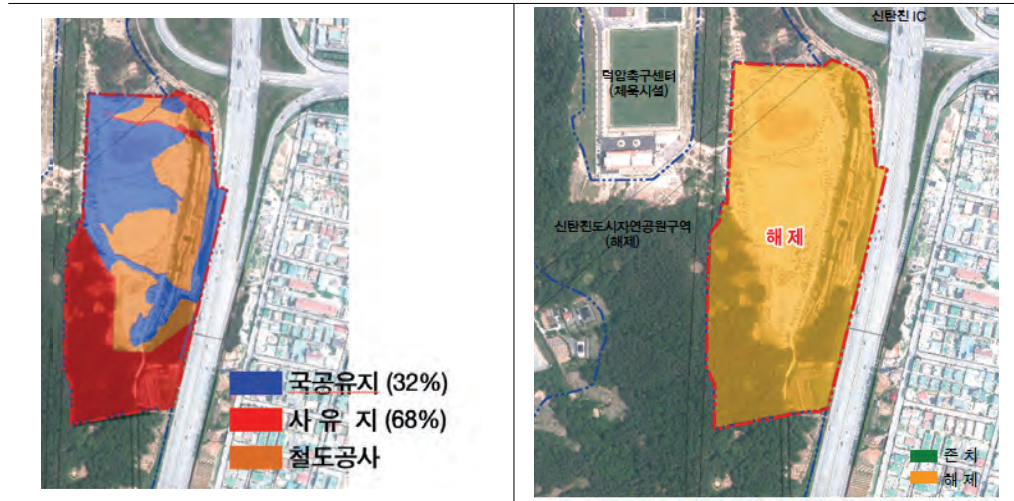 국공유지 (32%)
사 유 지 (68%)
철도공사
신탄진 IC
덕암축구센터
(체육시설)
신탄진도시자연공원구역
(해제)
해 제
존 치
해 제